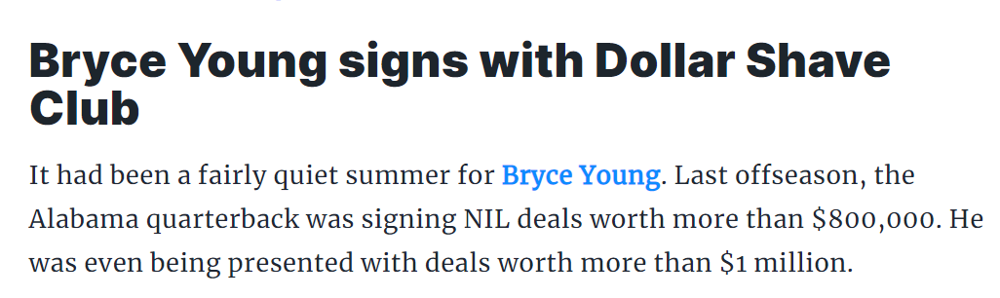 Bryce Young signs with Dollar Shave
Club
It had been a fairly quiet summer for Bryce Young. Last offseason, the
Alabama quarterback was signing NIL deals worth more than $800,000. He
was even being presented with deals worth more than $1 million.